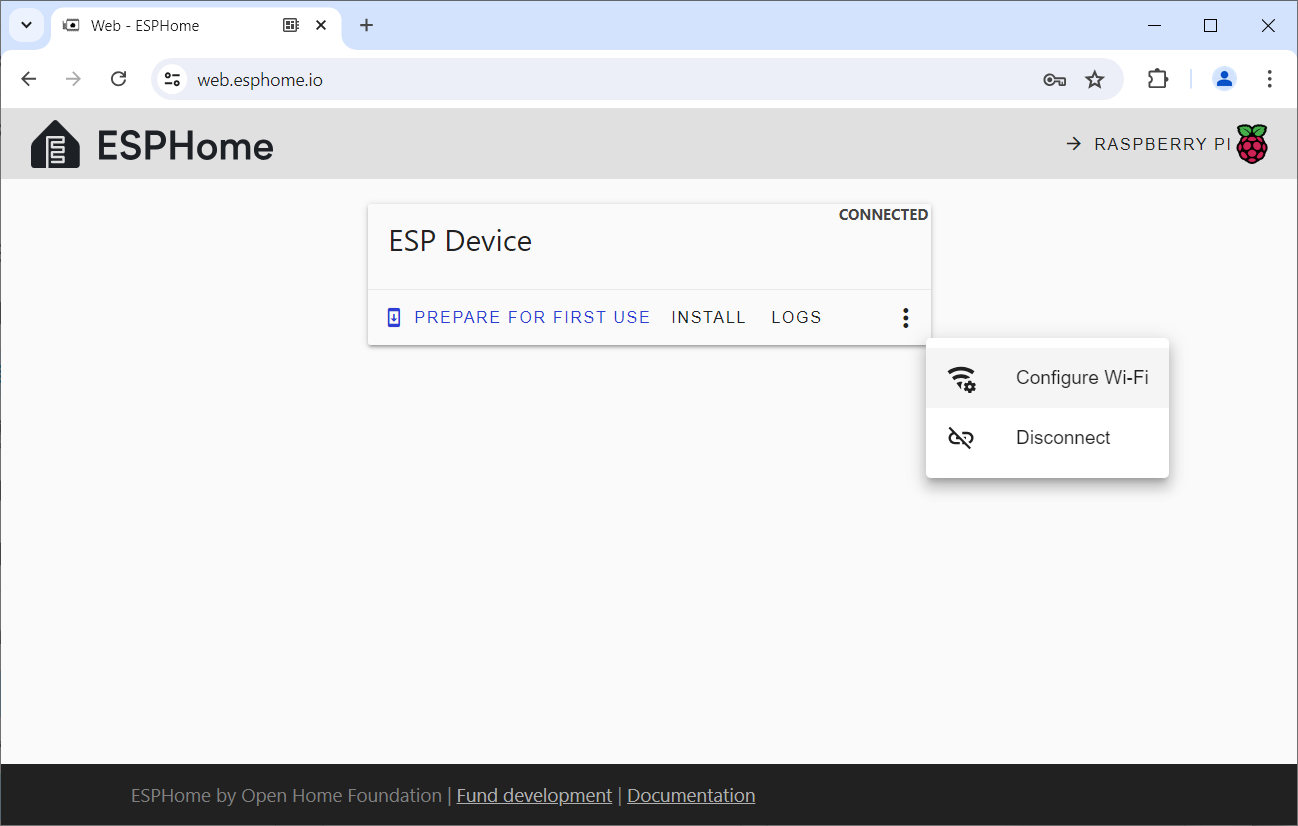 Web - ESPHome
web.esphome.io
ESPHome
RASPBERRY PI
CONNECTED
ESP Device
PREPARE FOR FIRST USE INSTALL LOGS
Configure Wi-Fi
Disconnect
ESPHome by Open Home Foundation | Fund development | Documentation